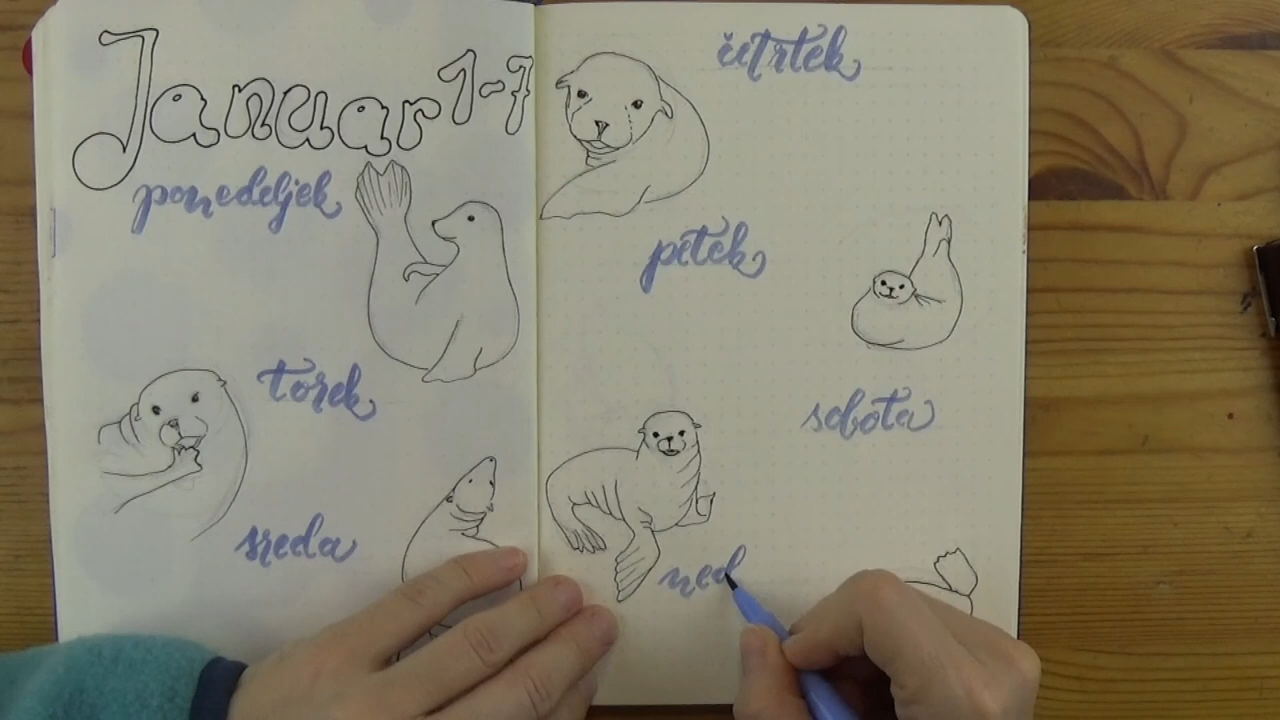 Januar 1-7
ponedeljek
torek
sreda
četrtek
petek
sobota
ned